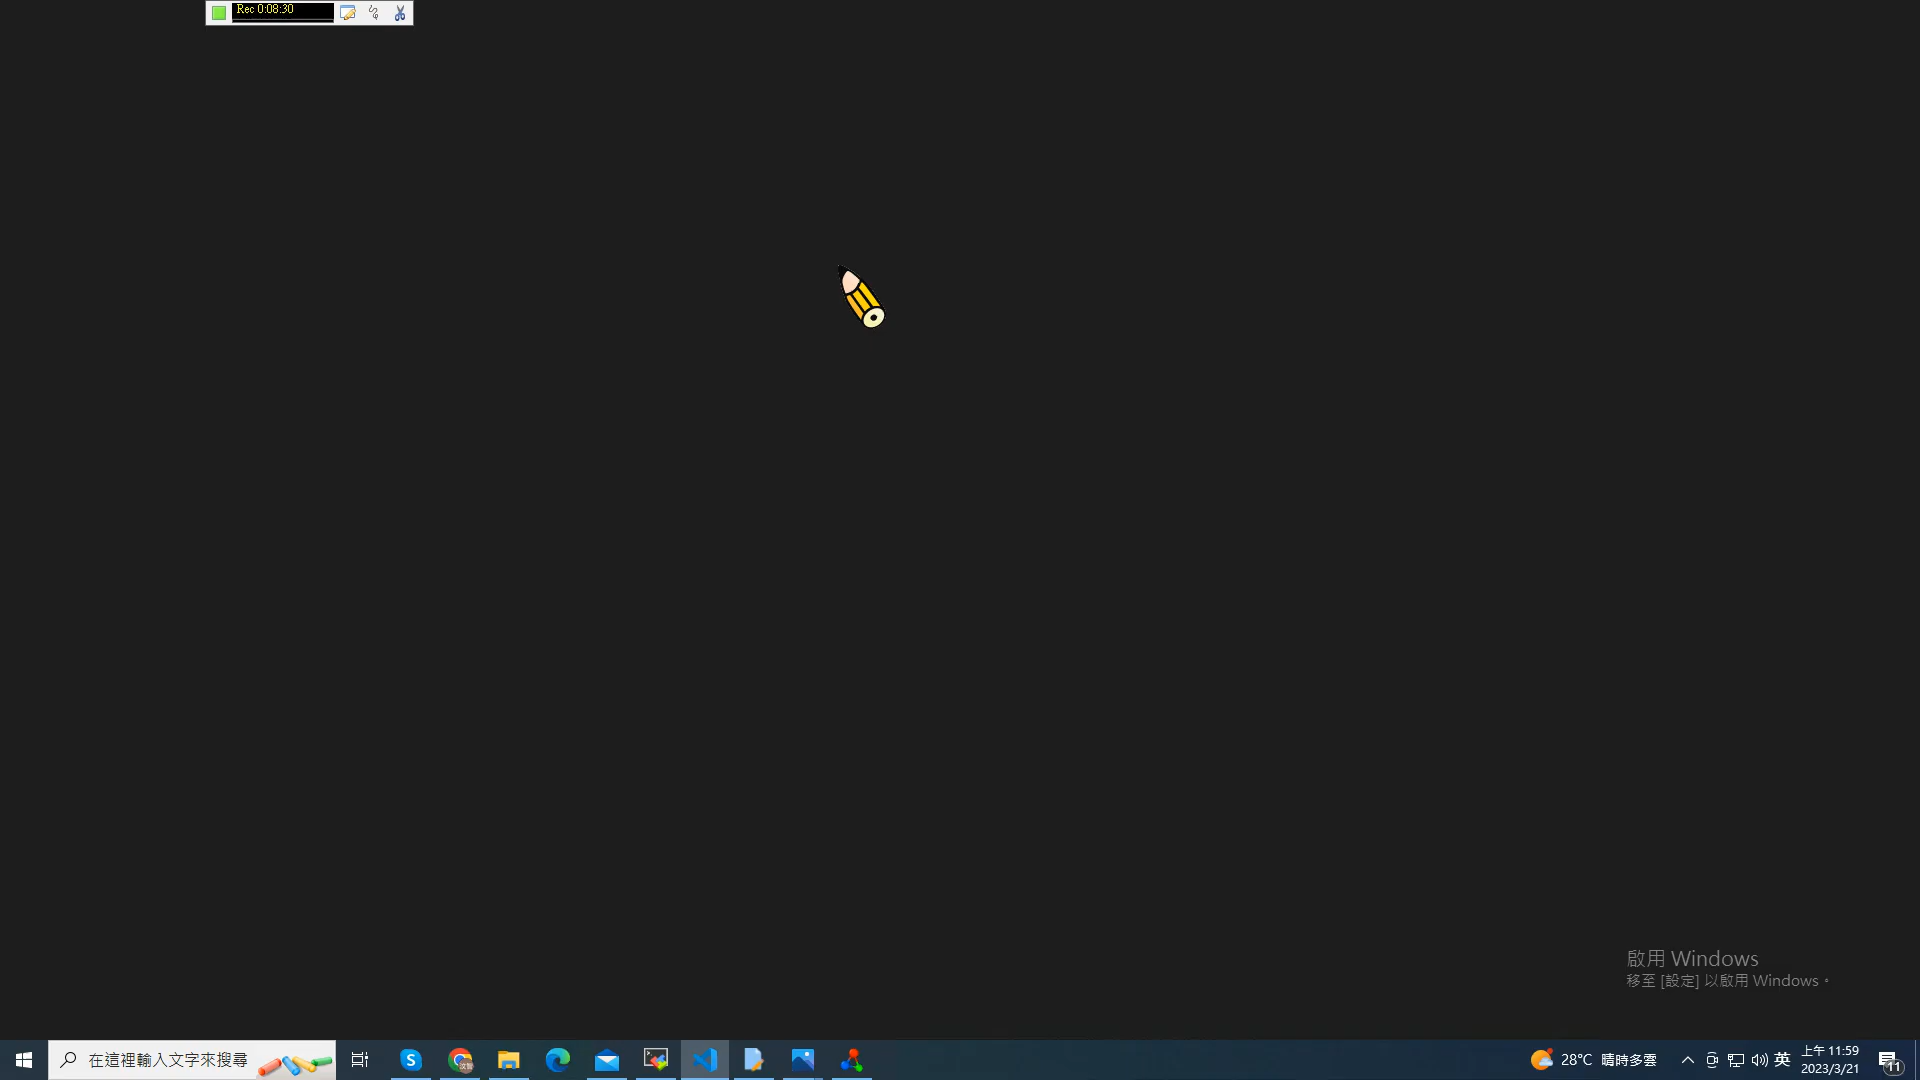 Rec 0:08:30
啟用 Windows
移至 [設定] 以啟用 Windows。
在這裡輸入文字來搜尋
28°C 晴時多雲
英
上午 11:59
2023/3/21
11